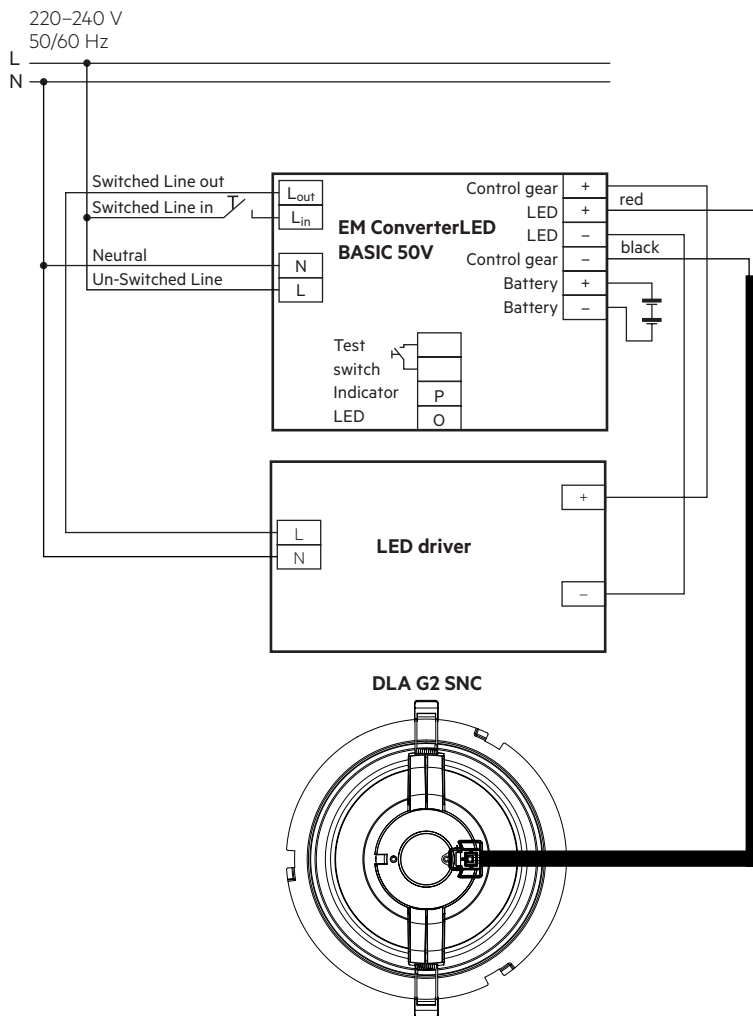 220–240 V
50/60 Hz
L
N
Switched Line out
Switched Line in
Neutral
Un-Switched Line
Lout
Lin
N
L
EM ConverterLED
BASIC 50V
Control gear +
LED +
LED –
Control gear –
Battery +
Battery –
red
black
Test
switch
Indicator P
LED O
L
N
LED driver
+
–
DLA G2 SNC